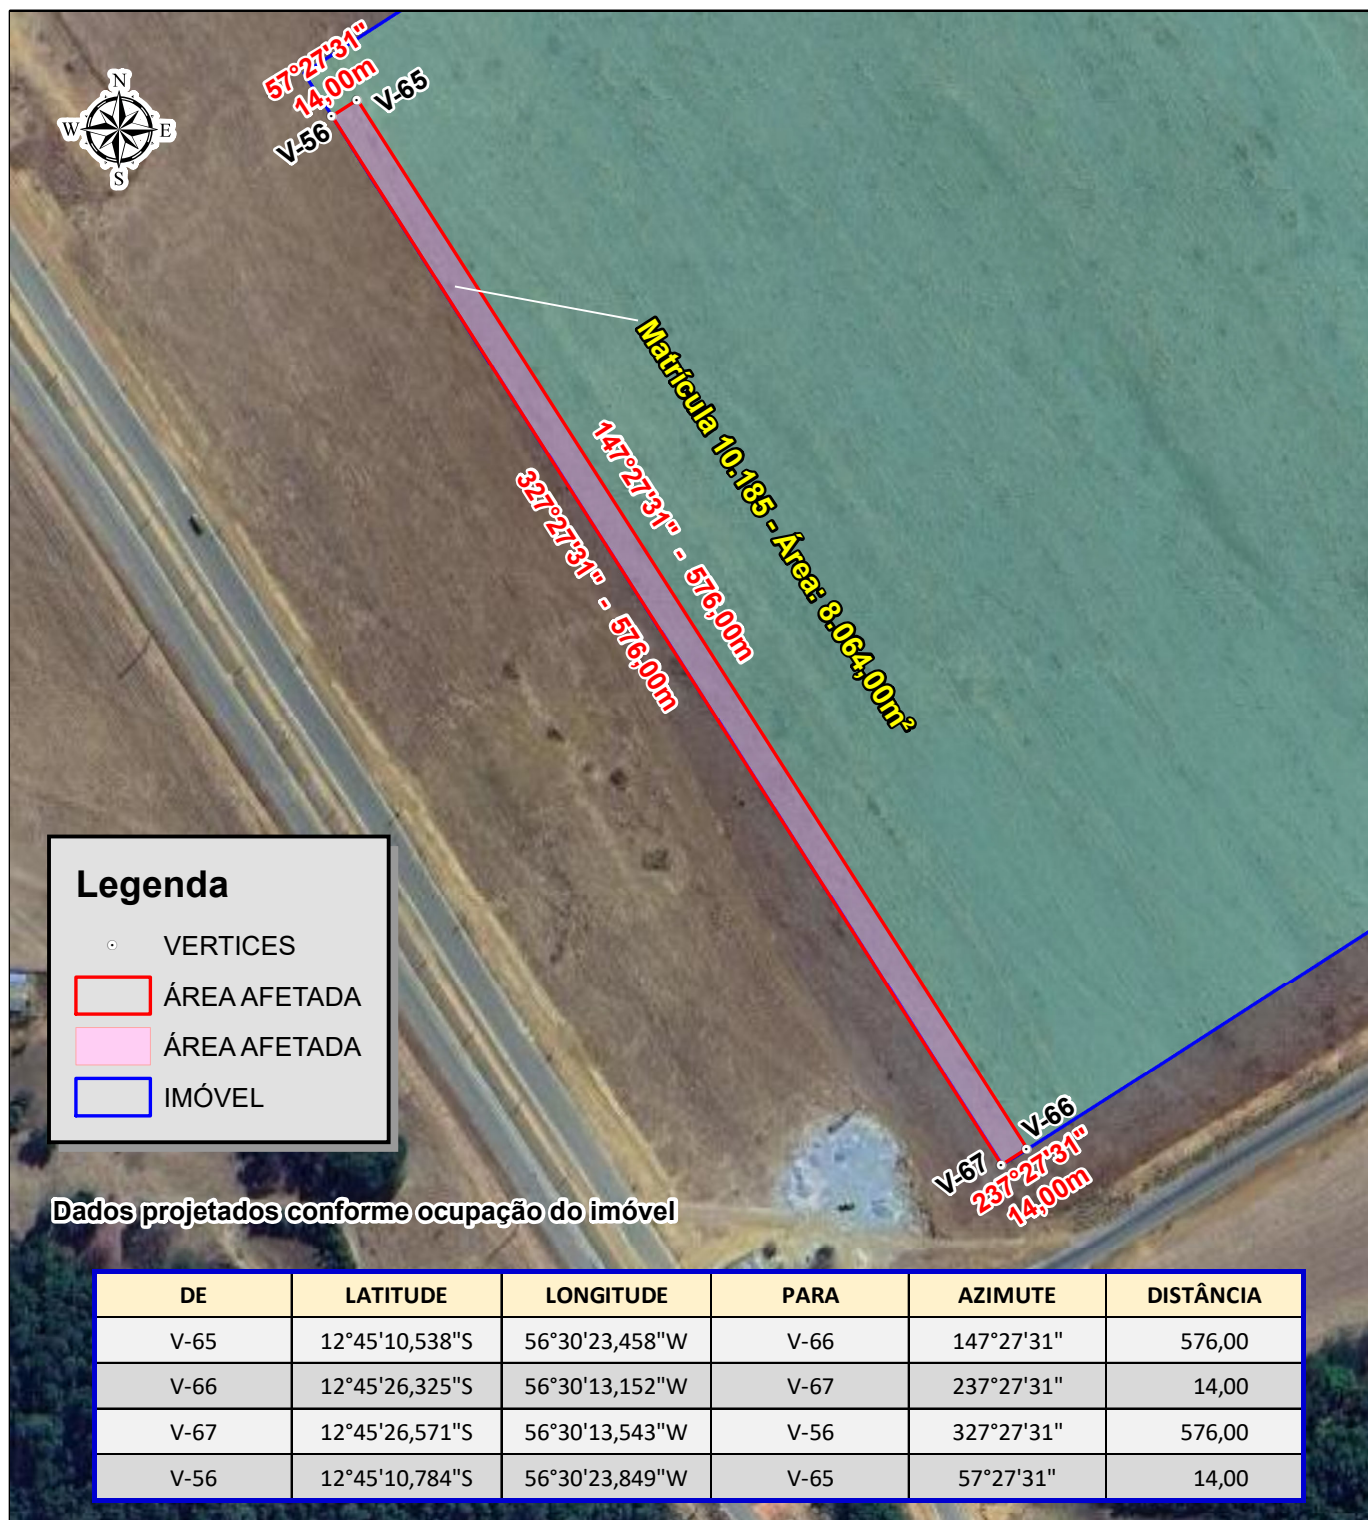 57°27'31"
14,00m
V-65
V-56
N
W
E
S
Matrícula 10.185 - Área: 8.064,00m²
147°27'31" - 576,00m
327°27'31" - 576,00m
Legenda
VERTICES
ÁREA AFETADA
ÁREA AFETADA
IMÓVEL
V-66
V-67
237°27'31"
14,00m
Dados projetados conforme ocupação do imóvel
DE LATITUDE LONGITUDE PARA AZIMUTE DISTÂNCIA
V-65 12°45'10,538"S 56°30'23,458"W V-66 147°27'31" 576,00
V-66 12°45'26,325"S 56°30'13,152"W V-67 237°27'31" 14,00
V-67 12°45'26,571"S 56°30'13,543"W V-56 327°27'31" 576,00
V-56 12°45'10,784"S 56°30'23,849"W V-65 57°27'31" 14,00